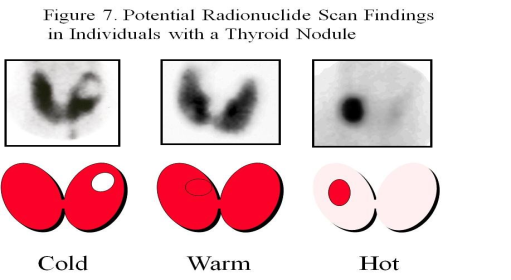 Figure 7. Potential Radionuclide Scan Findings
in Individuals with a Thyroid Nodule
Cold
Warm
Hot